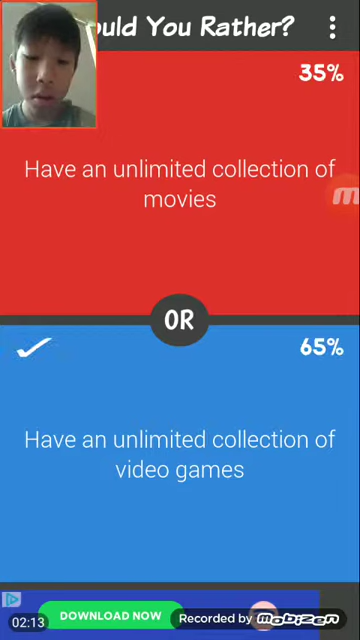 ould You Rather?
35%
Have an unlimited collection of
movies
OR
65%
Have an unlimited collection of
video games
DOWNLOAD NOW
02:13
Recorded by mobizen